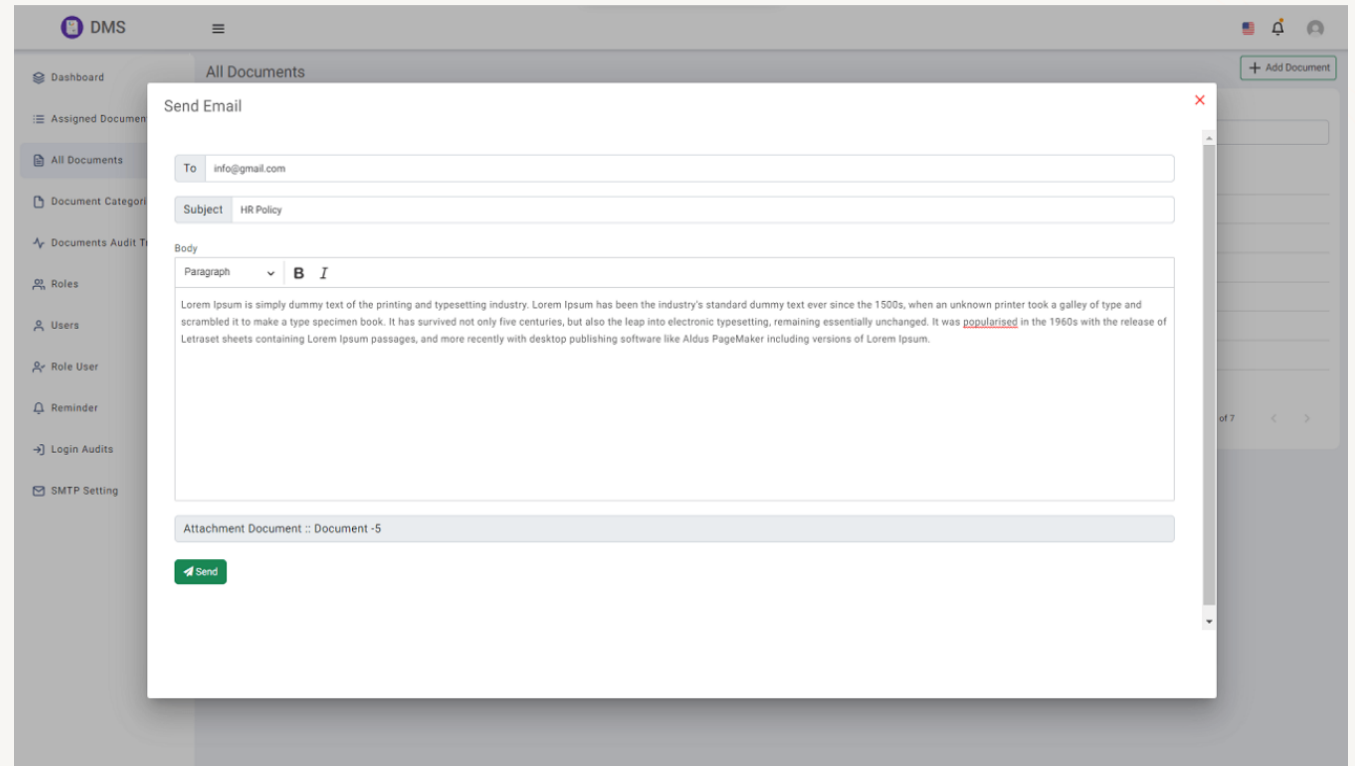 DMS
Dashboard
Assigned Documen
All Documents
Document Categori
Documents Audit Tr
Roles
Users
Role User
Reminder
Login Audits
SMTP Setting
All Documents
+ Add Document
Send Email
To info@gmail.com
Subject HR Policy
Body
Paragraph B I
Lorem Ipsum is simply dummy text of the printing and typesetting industry. Lorem Ipsum has been the industry's standard dummy text ever since the 1500s, when an unknown printer took a galley of type and
scrambled it to make a type specimen book. It has survived not only five centuries, but also the leap into electronic typesetting, remaining essentially unchanged. It was popularised in the 1960s with the release of
Letraset sheets containing Lorem Ipsum passages, and more recently with desktop publishing software like Aldus PageMaker including versions of Lorem Ipsum.
Attachment Document :: Document -5
Send
of 7